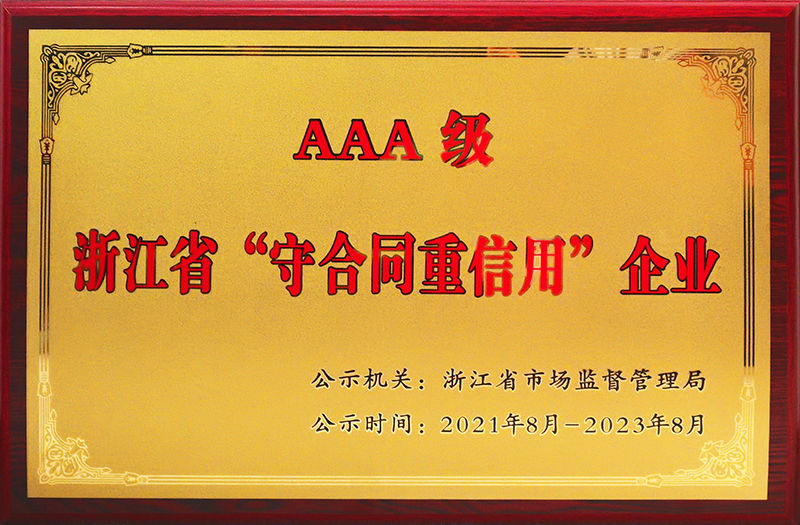 AAA 级
浙江省“守合同重信用”企业
公示机关：浙江省市场监督管理局
公示时间：2021年8月-2023年8月